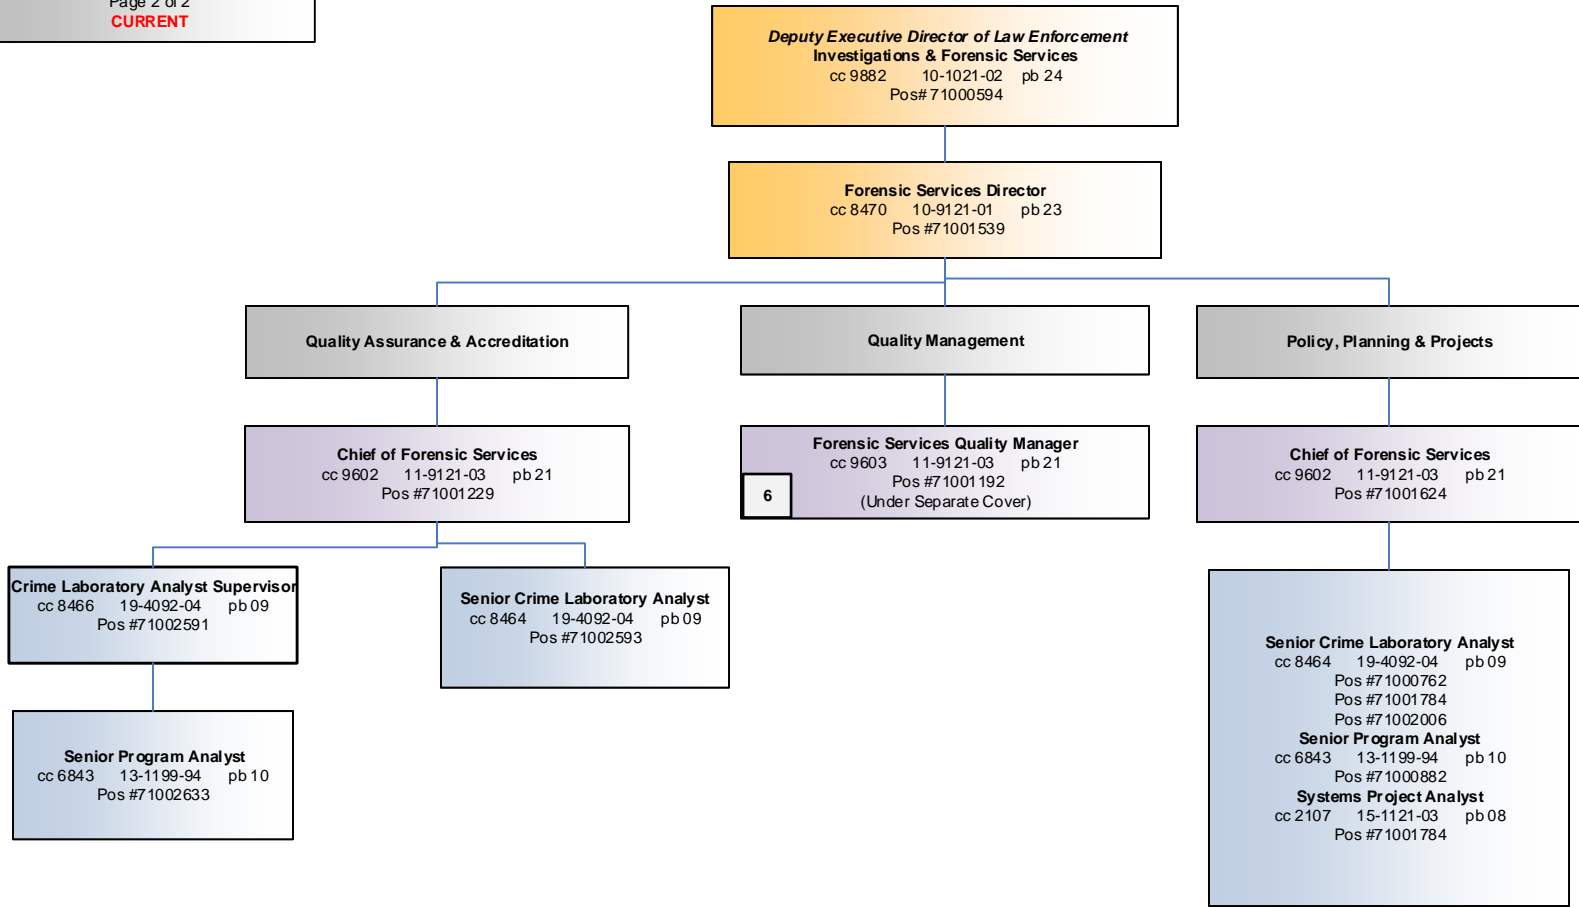 Page 2 of 2
CURRENT
Deputy Executive Director of Law Enforcement
Investigations & Forensic Services
cc 9882 10-1021-02 pb 24
Pos# 71000594
Forensic Services Director
cc 8470 10-9121-01 pb 23
Pos #71001539
Quality Assurance & Accreditation
Quality Management
Policy, Planning & Projects
Chief of Forensic Services
cc 9602 11-9121-03 pb 21
Pos #71001229
Forensic Services Quality Manager
cc 9603 11-9121-03 pb 21
Pos #71001192
(Under Separate Cover)
6
Chief of Forensic Services
cc 9602 11-9121-03 pb 21
Pos #71001624
Crime Laboratory Analyst Supervisor
cc 8466 19-4092-04 pb 09
Pos #71002591
Senior Crime Laboratory Analyst
cc 8464 19-4092-04 pb 09
Pos #71002593
Senior Program Analyst
cc 6843 13-1199-94 pb 10
Pos #71002633
Senior Crime Laboratory Analyst
cc 8464 19-4092-04 pb 09
Pos #71000762
Pos #71001784
Pos #71002006
Senior Program Analyst
cc 6843 13-1199-94 pb 10
Pos #71000882
Systems Project Analyst
cc 2107 15-1121-03 pb 08
Pos #71001784